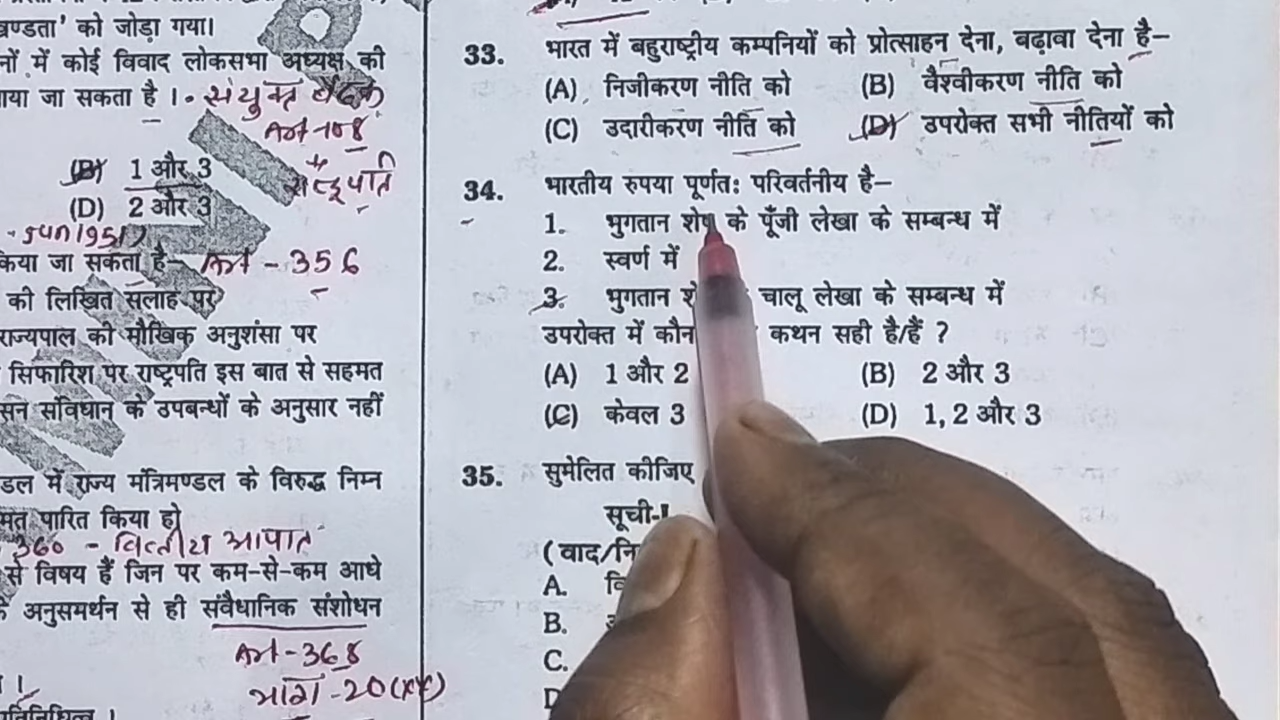 खण्डता' को जोड़ा गया।
नों में कोई विवाद लोकसभा अध्यक्ष की
ाया जा सकता है ।
संयुक्त बैठक
Art-108
राष्ट्रपति
(B) 1 और 3
(D) 2 और 3
Jun 1951
किया जा सकता है– Art - 356
की लिखित सलाह पर
राज्यपाल की मौखिक अनुशंसा पर
सिफारिश पर राष्ट्रपति इस बात से सहमत
सन संविधान के उपबन्धों के अनुसार नहीं
डल में राज्य मंत्रिमण्डल के विरुद्ध निम्न
मत पारित किया हो
360 - वित्तीय आपात
से विषय हैं जिन पर कम-से-कम आधे
के अनुसमर्थन से ही संवैधानिक संशोधन
Art-368
भाग-20(XX)
33. भारत में बहुराष्ट्रीय कम्पनियों को प्रोत्साहन देना, बढ़ावा देना है–
(A) निजीकरण नीति को (B) वैश्वीकरण नीति को
(C) उदारीकरण नीति को (D) उपरोक्त सभी नीतियों को
34. भारतीय रुपया पूर्णतः परिवर्तनीय है–
1. भुगतान शेष के पूँजी लेखा के सम्बन्ध में
2. स्वर्ण में
3. भुगतान चालू लेखा के सम्बन्ध में
उपरोक्त में कौन कथन सही है/हैं ?
(A) 1 और 2 (B) 2 और 3
(C) केवल 3 (D) 1, 2 और 3
35. सुमेलित कीजिए
सूची-I
(वाद/
A.
B.
C.